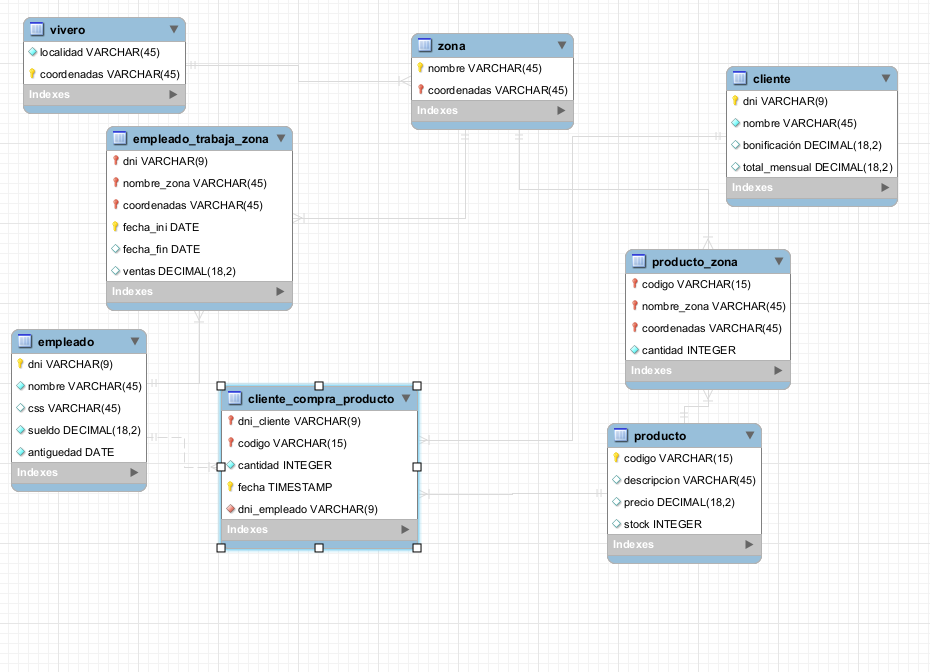 vivero
localidad VARCHAR(45)
coordenadas VARCHAR(45)
Indexes
zona
nombre VARCHAR(45)
coordenadas VARCHAR(45)
Indexes
cliente
dni VARCHAR(9)
nombre VARCHAR(45)
bonificación DECIMAL(18,2)
total_mensual DECIMAL(18,2)
Indexes
empleado_trabaja_zona
dni VARCHAR(9)
nombre_zona VARCHAR(45)
coordenadas VARCHAR(45)
fecha_ini DATE
fecha_fin DATE
ventas DECIMAL(18,2)
Indexes
producto_zona
codigo VARCHAR(15)
nombre_zona VARCHAR(45)
coordenadas VARCHAR(45)
cantidad INTEGER
Indexes
empleado
dni VARCHAR(9)
nombre VARCHAR(45)
css VARCHAR(45)
sueldo DECIMAL(18,2)
antiguedad DATE
Indexes
cliente_compra_producto
dni_cliente VARCHAR(9)
codigo VARCHAR(15)
cantidad INTEGER
fecha TIMESTAMP
dni_empleado VARCHAR(9)
Indexes
producto
codigo VARCHAR(15)
descripcion VARCHAR(45)
precio DECIMAL(18,2)
stock INTEGER
Indexes